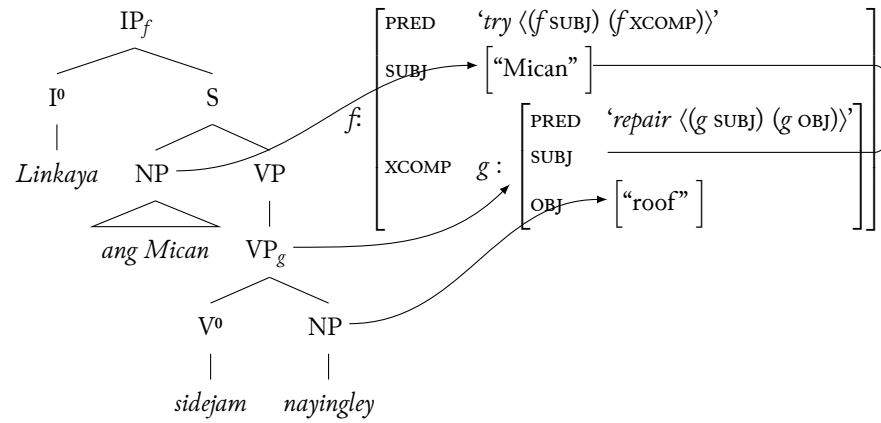 IP_f
I⁰ S
Linkaya NP VP
ang Mican VP_g
V⁰ NP
sidejam nayingley
f: PRED ‘try ⟨(f SUBJ) (f XCOMP)⟩’
SUBJ [“Mican”]
XCOMP g : PRED ‘repair ⟨(g SUBJ) (g OBJ)⟩’
SUBJ
OBJ [“roof”]